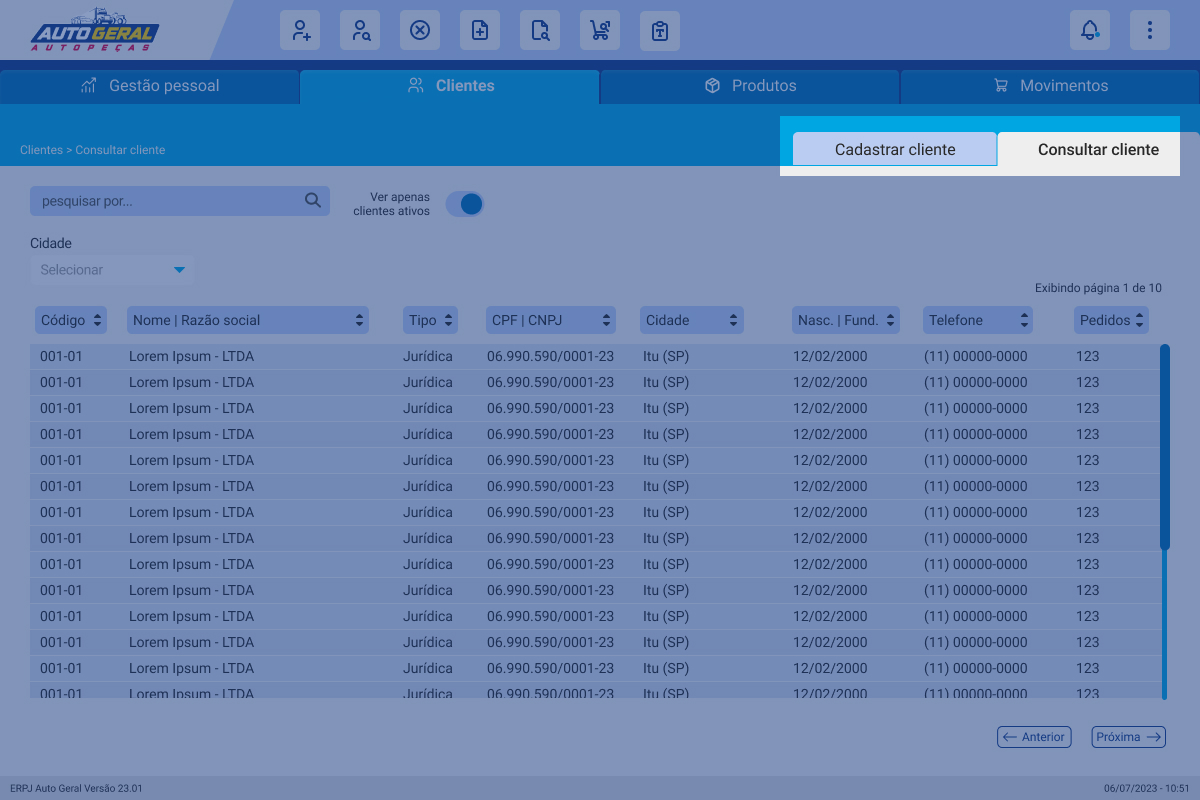 AUTO GERAL
AUTOPEÇAS
Gestão pessoal
Clientes
Produtos
Movimentos
Clientes > Consultar cliente
Cadastrar cliente
Consultar cliente
pesquisar por...
Ver apenas
clientes ativos
Cidade
Selecionar
Exibindo página 1 de 10
Código Nome | Razão social Tipo CPF | CNPJ Cidade Nasc. | Fund. Telefone Pedidos
001-01 Lorem Ipsum - LTDA Jurídica 06.990.590/0001-23 Itu (SP) 12/02/2000 (11) 00000-0000 123
001-01 Lorem Ipsum - LTDA Jurídica 06.990.590/0001-23 Itu (SP) 12/02/2000 (11) 00000-0000 123
001-01 Lorem Ipsum - LTDA Jurídica 06.990.590/0001-23 Itu (SP) 12/02/2000 (11) 00000-0000 123
001-01 Lorem Ipsum - LTDA Jurídica 06.990.590/0001-23 Itu (SP) 12/02/2000 (11) 00000-0000 123
001-01 Lorem Ipsum - LTDA Jurídica 06.990.590/0001-23 Itu (SP) 12/02/2000 (11) 00000-0000 123
001-01 Lorem Ipsum - LTDA Jurídica 06.990.590/0001-23 Itu (SP) 12/02/2000 (11) 00000-0000 123
001-01 Lorem Ipsum - LTDA Jurídica 06.990.590/0001-23 Itu (SP) 12/02/2000 (11) 00000-0000 123
001-01 Lorem Ipsum - LTDA Jurídica 06.990.590/0001-23 Itu (SP) 12/02/2000 (11) 00000-0000 123
001-01 Lorem Ipsum - LTDA Jurídica 06.990.590/0001-23 Itu (SP) 12/02/2000 (11) 00000-0000 123
001-01 Lorem Ipsum - LTDA Jurídica 06.990.590/0001-23 Itu (SP) 12/02/2000 (11) 00000-0000 123
001-01 Lorem Ipsum - LTDA Jurídica 06.990.590/0001-23 Itu (SP) 12/02/2000 (11) 00000-0000 123
001-01 Lorem Ipsum - LTDA Jurídica 06.990.590/0001-23 Itu (SP) 12/02/2000 (11) 00000-0000 123
001-01 Lorem Ipsum - LTDA Jurídica 06.990.590/0001-23 Itu (SP) 12/02/2000 (11) 00000-0000 123
001-01 Lorem Ipsum - LTDA Jurídica 06.990.590/0001-23 Itu (SP) 12/02/2000 (11) 00000-0000 123
Anterior
Próxima
ERPJ Auto Geral Versão 23.01
06/07/2023 - 10:51